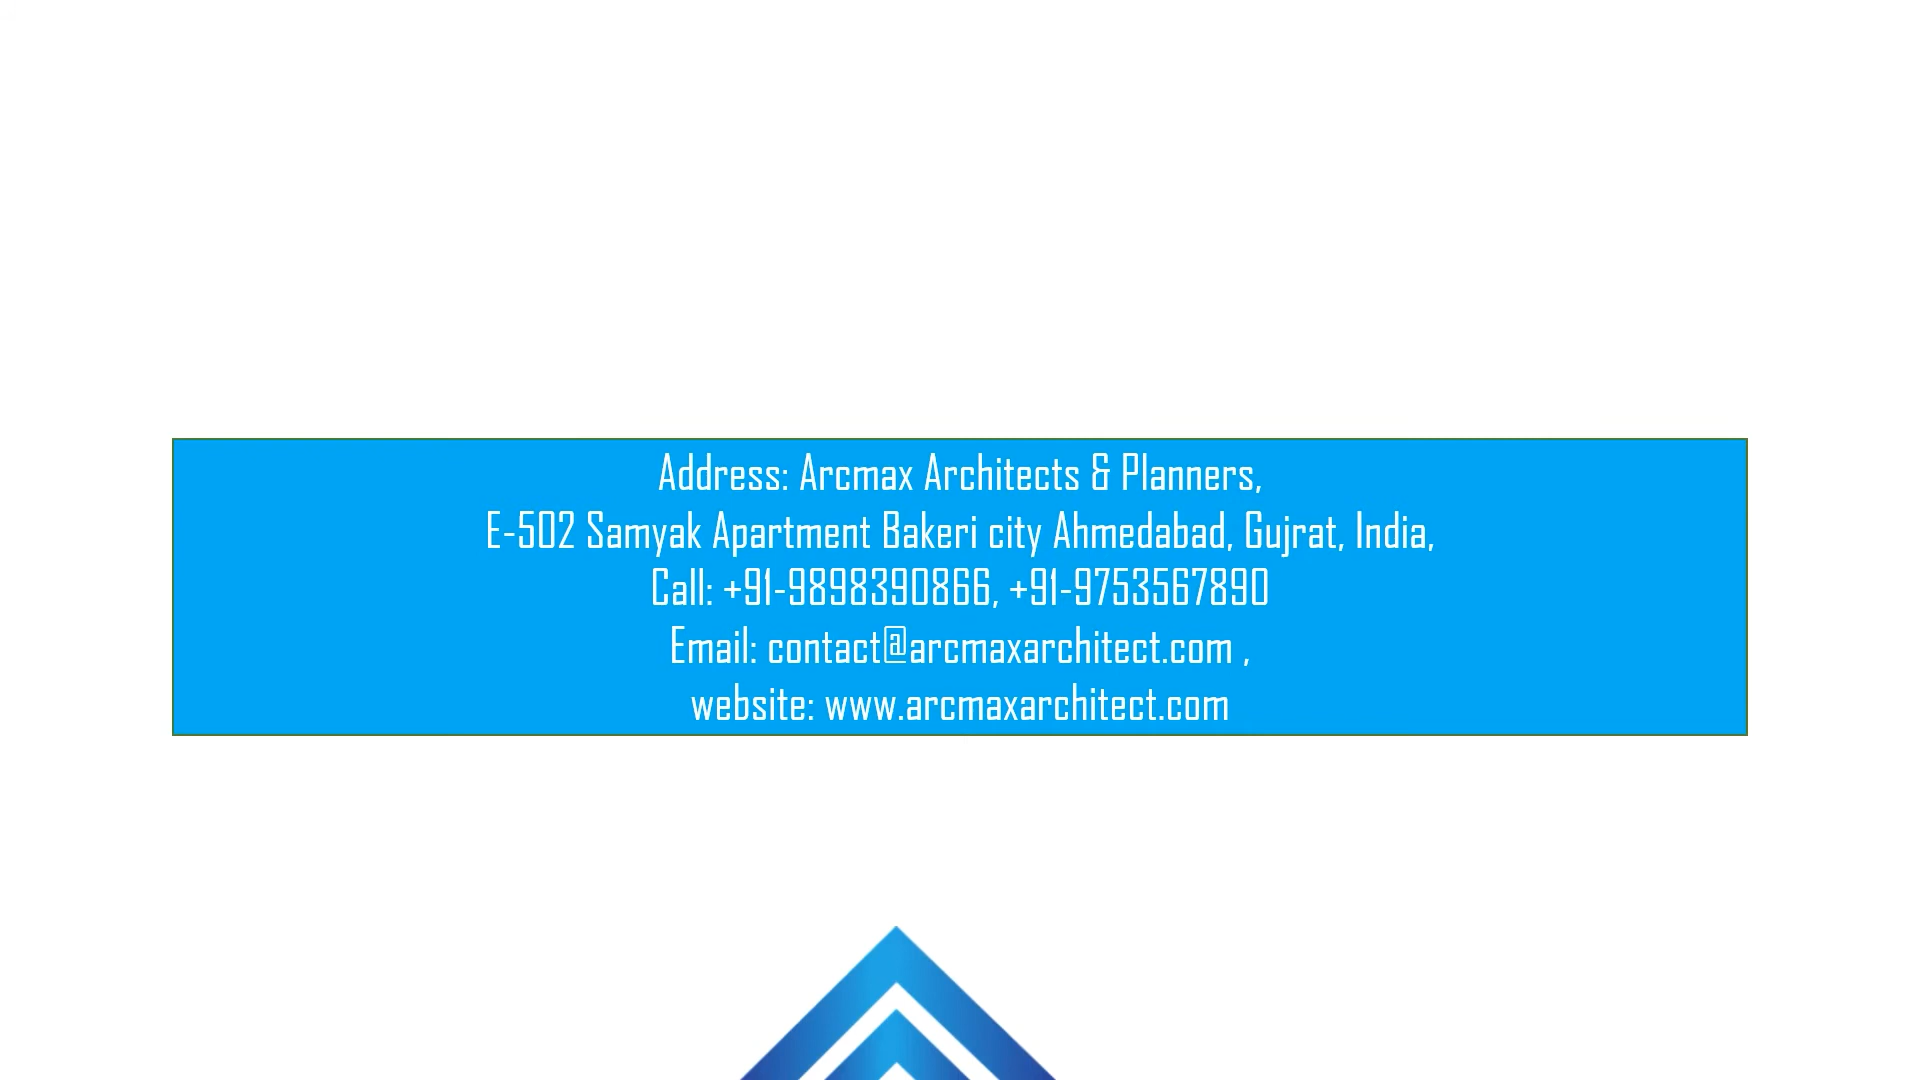 Address: Arcmax Architects & Planners,
E-502 Samyak Apartment Bakeri city Ahmedabad, Gujrat, India,
Call: +91-9898390866, +91-9753567890
Email: contact@arcmaxarchitect.com ,
website: www.arcmaxarchitect.com